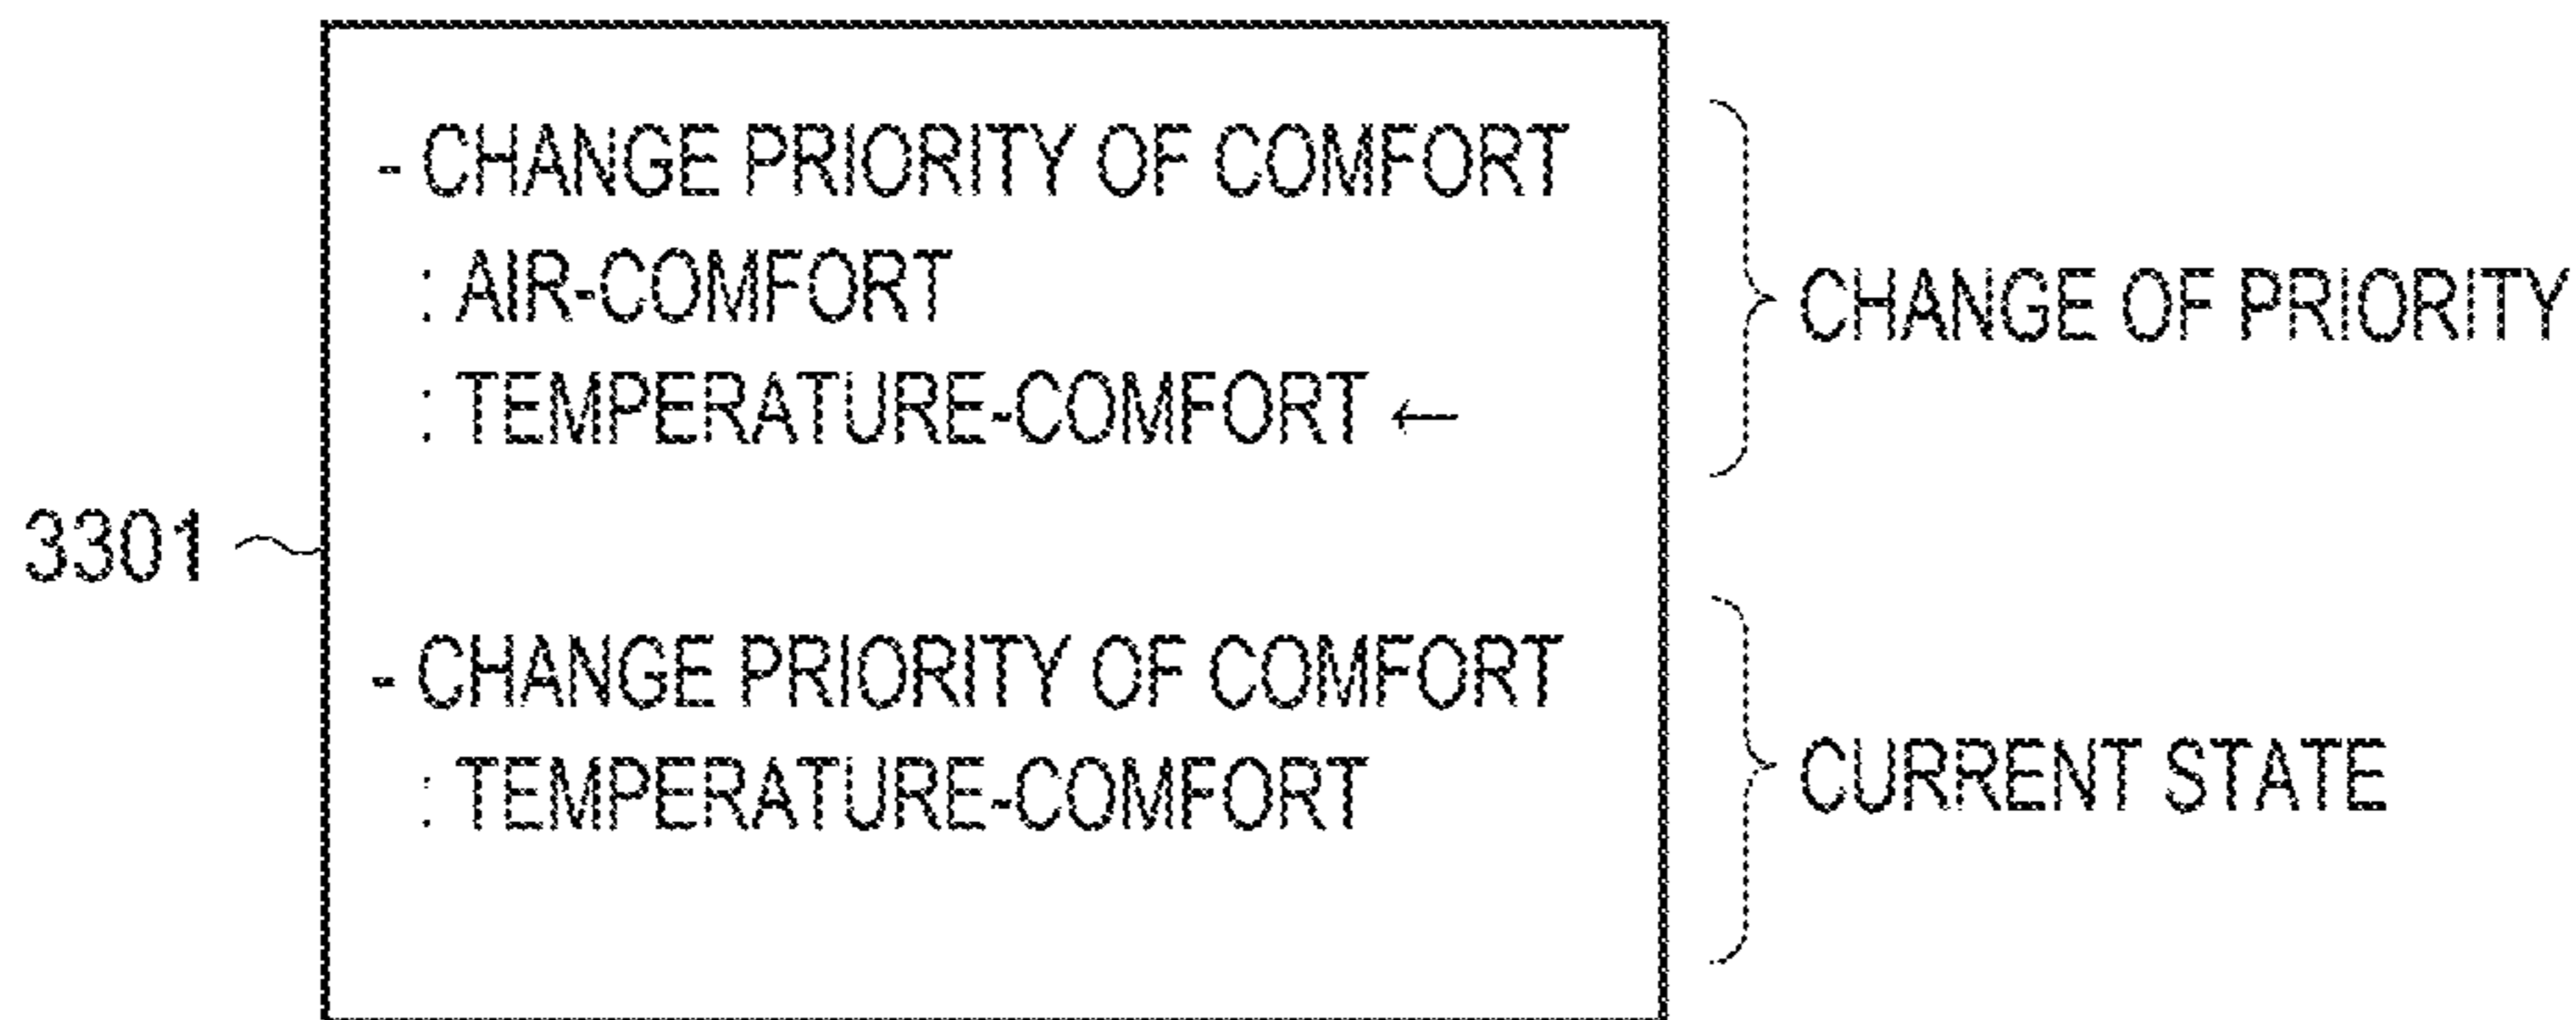 - CHANGE PRIORITY OF COMFORT
: AIR-COMFORT
: TEMPERATURE-COMFORT ←
CHANGE OF PRIORITY
3301
- CHANGE PRIORITY OF COMFORT
: TEMPERATURE-COMFORT
CURRENT STATE